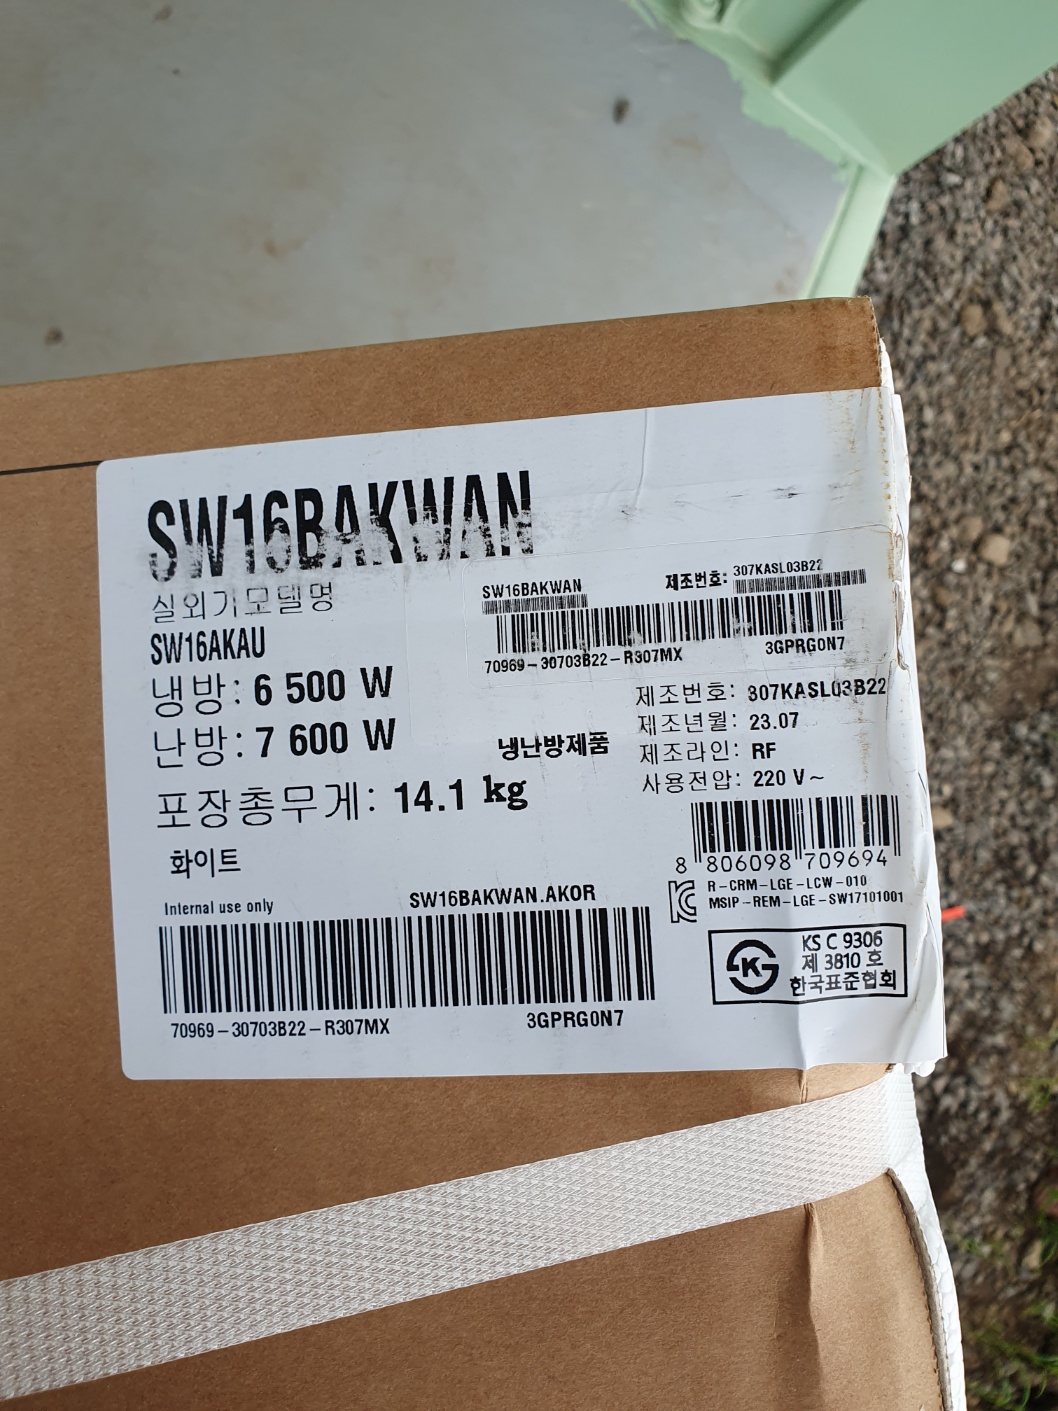 SW16BAKWAN
실외기모델명
SW16AKAU
냉방: 6 500 W
난방: 7 600 W
냉난방제품
포장총무게: 14.1 kg
화이트
SW16BAKWAN
제조번호: 307KASL03B22
70969-30703B22-R307MX
3GPRG0N7
제조번호: 307KASL03B22
제조년월: 23.07
제조라인: RF
사용전압: 220 V~
8 806098 709694
R-CRM-LGE-LCW-010
MSIP-REM-LGE-SW17101001
KS C 9306
제 3810 호
한국표준협회
Internal use only
SW16BAKWAN.AKOR
70969-30703B22-R307MX
3GPRG0N7